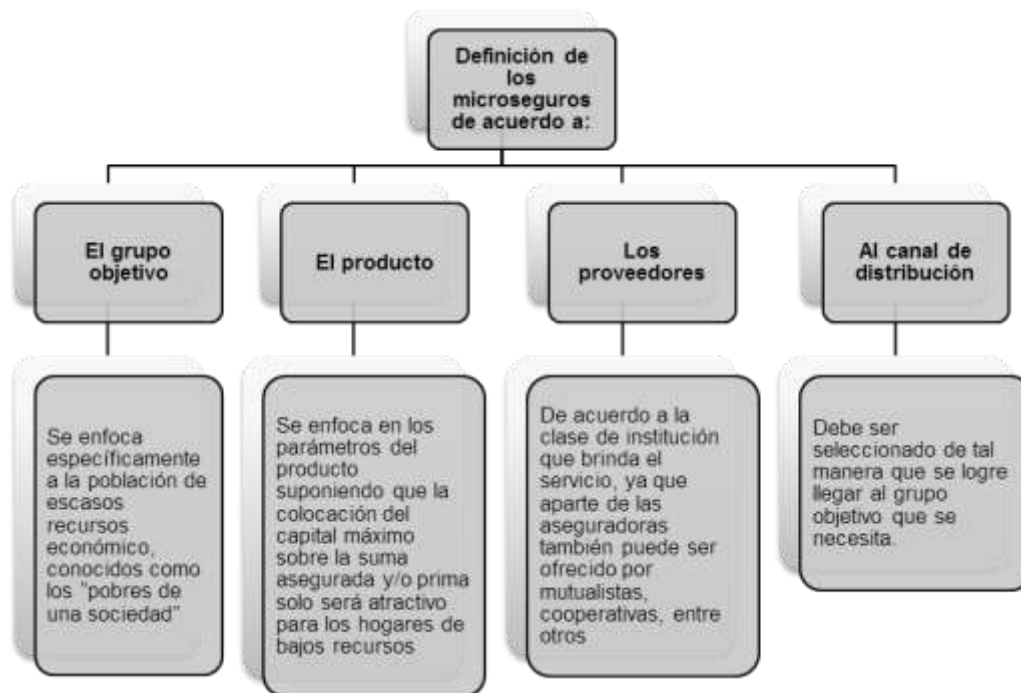 Definición de
los
microseguros
de acuerdo a:
El grupo
objetivo
El producto
Los
proveedores
Al canal de
distribución
Se enfoca
específicamente
a la población de
escasos
recursos
económico,
conocidos como
los "pobres de
una sociedad"
Se enfoca en los
parámetros del
producto
suponiendo que la
colocación del
capital máximo
sobre la suma
asegurada y/o prima
solo será atractivo
para los hogares de
bajos recursos
De acuerdo a la
clase de institución
que brinda el
servicio, ya que
aparte de las
aseguradoras
también puede ser
ofrecido por
mutualistas,
cooperativas, entre
otros
Debe ser
seleccionado de tal
manera que se logre
llegar al grupo
objetivo que se
necesita.